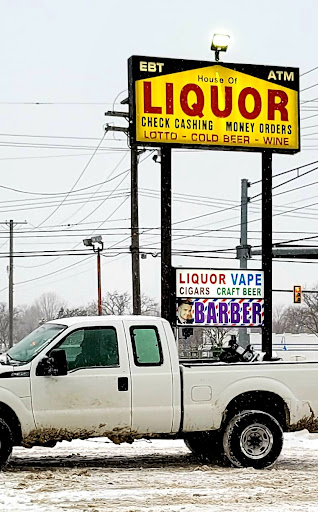 EBT
House Of
ATM
LIQUOR
CHECK CASHING MONEY ORDERS
LOTTO - COLD BEER - WINE
LIQUOR VAPE
CIGARS CRAFT BEER
BARBER